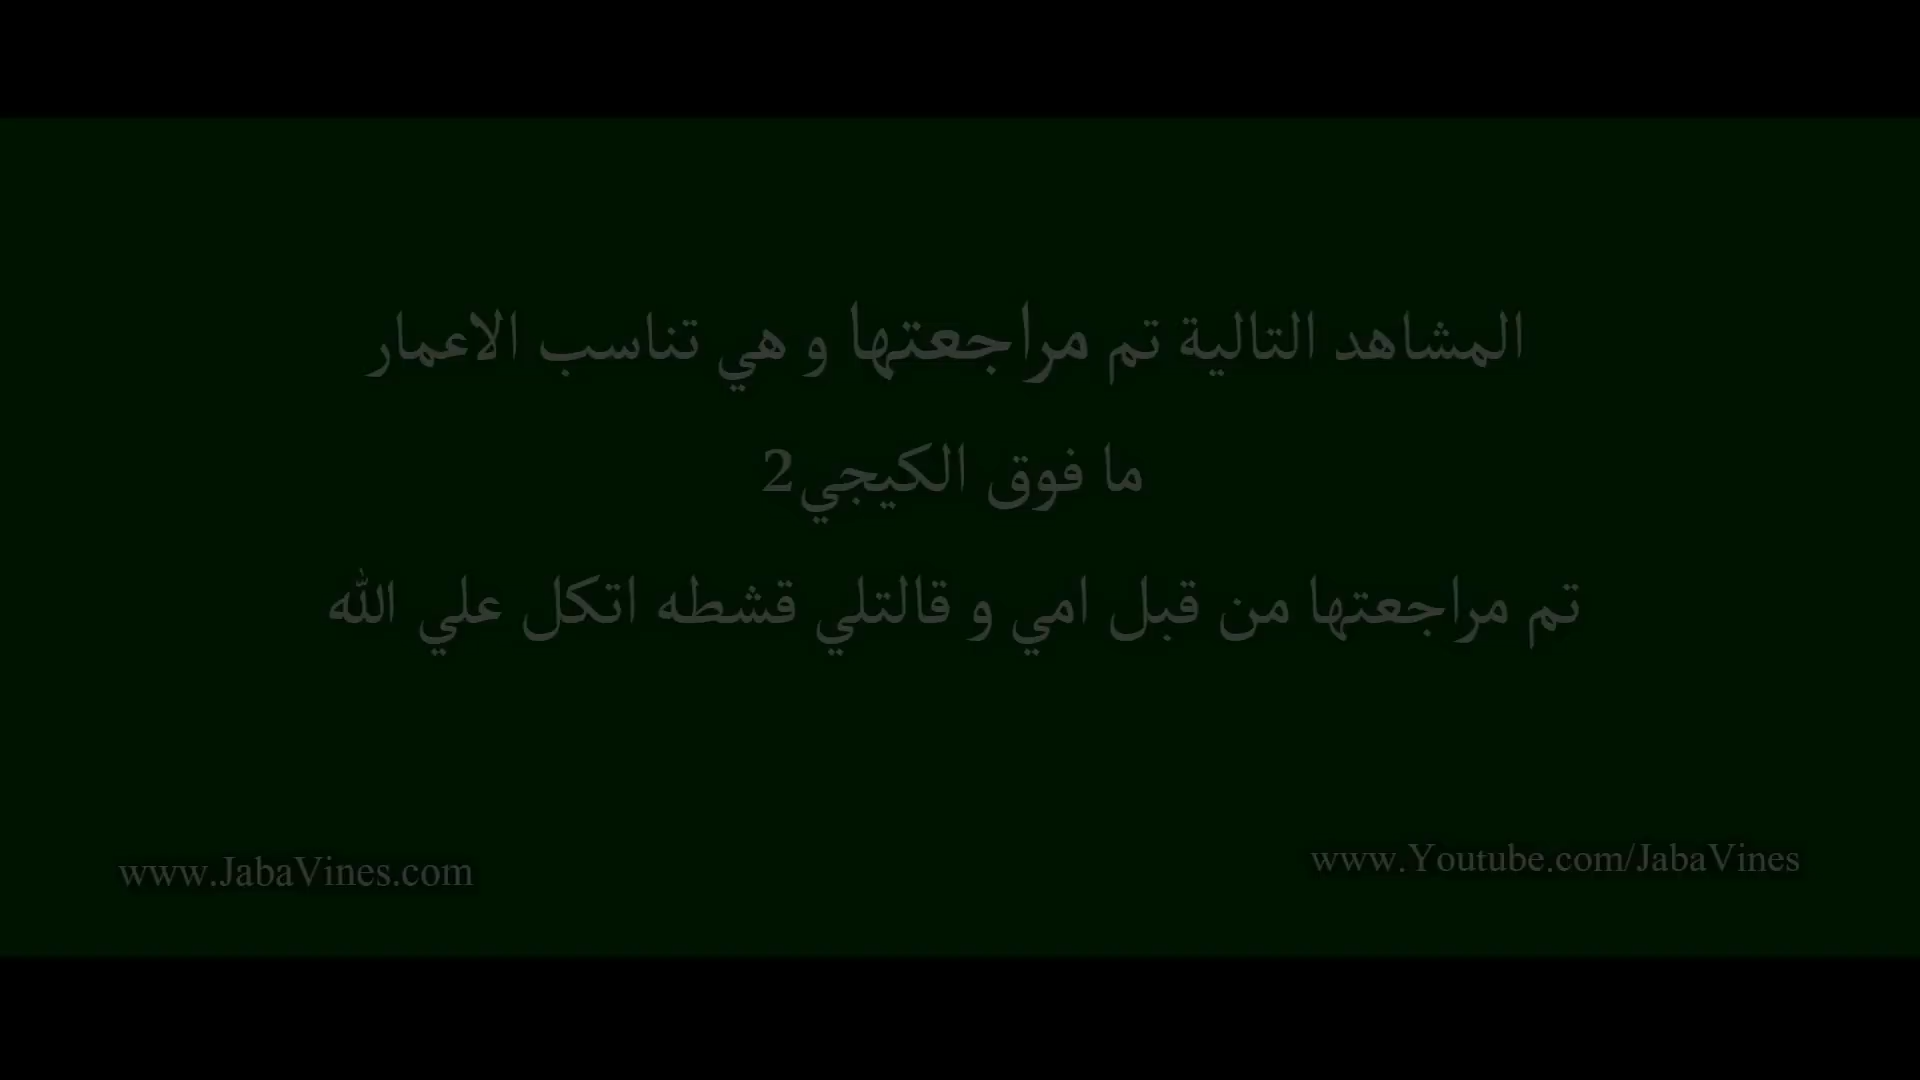 المشاهد التالية تم مراجعتها و هي تناسب الاعمار
ما فوق الكيجي2
تم مراجعتها من قبل امي و قالتلي قشطه اتكل علي الله
www.JabaVines.com
www.Youtube.com/JabaVines